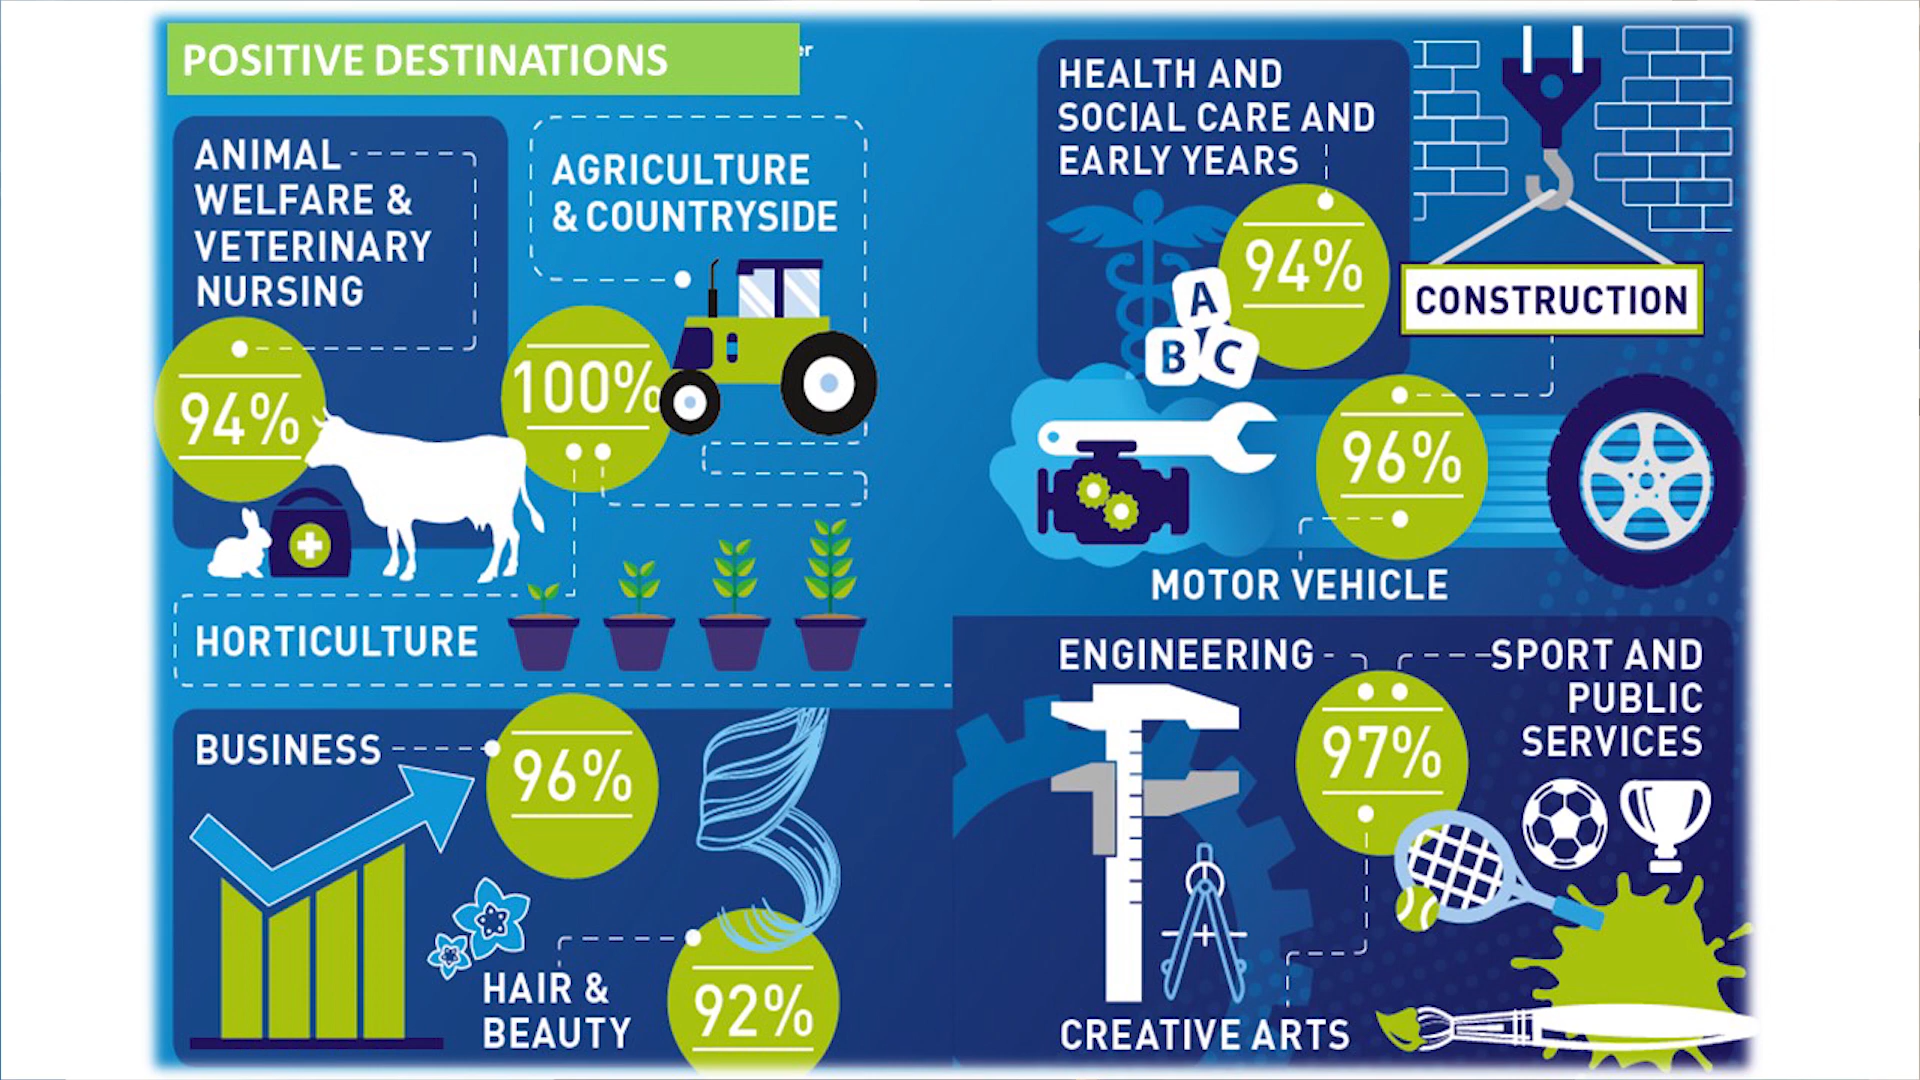 POSITIVE DESTINATIONS
er
ANIMAL
WELFARE &
VETERINARY
NURSING
94%
AGRICULTURE
& COUNTRYSIDE
100%
HORTICULTURE
BUSINESS
96%
HAIR &
BEAUTY
92%
HEALTH AND
SOCIAL CARE AND
EARLY YEARS
94%
A
B C
CONSTRUCTION
96%
MOTOR VEHICLE
ENGINEERING
SPORT AND
PUBLIC
SERVICES
97%
CREATIVE ARTS